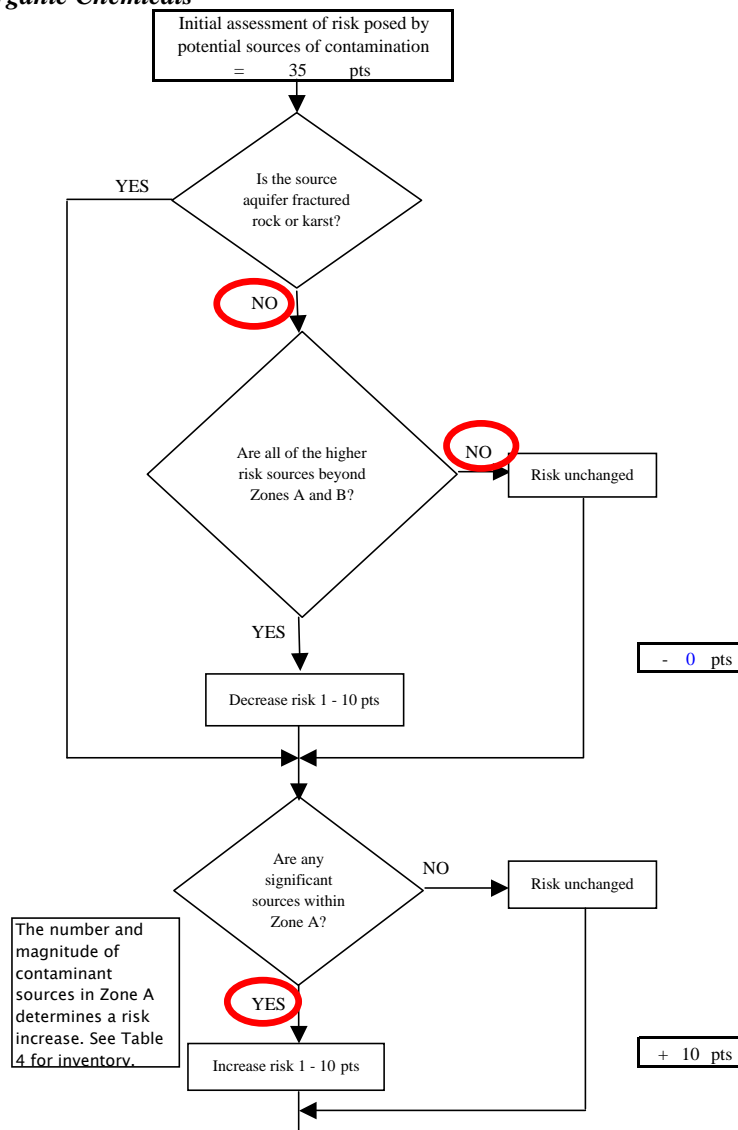 Organic Chemicals
Initial assessment of risk posed by
potential sources of contamination
= 35 pts
Is the source
aquifer fractured
rock or karst?
YES
NO
Are all of the higher
risk sources beyond
Zones A and B?
NO
Risk unchanged
YES
- 0 pts
Decrease risk 1 - 10 pts
Are any
significant
sources within
Zone A?
NO
Risk unchanged
The number and
magnitude of
contaminant
sources in Zone A
determines a risk
increase. See Table
4 for inventory.
YES
Increase risk 1 - 10 pts
+ 10 pts